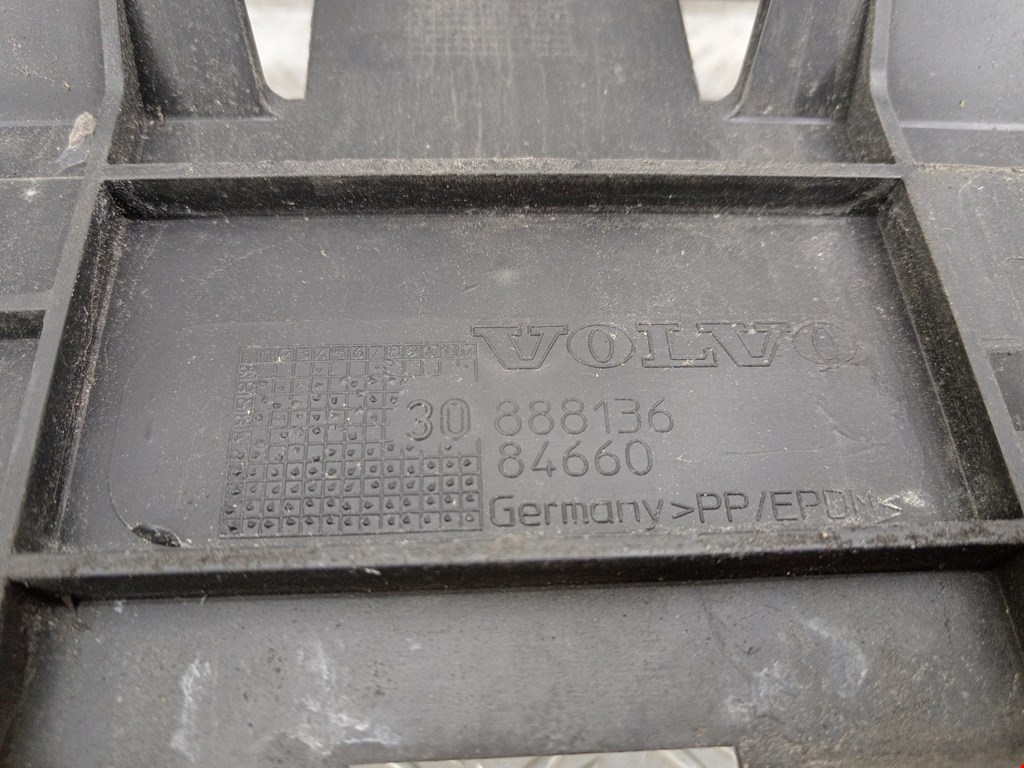 VOLVO
30 888136
84660
Germany >PP/EPDM<